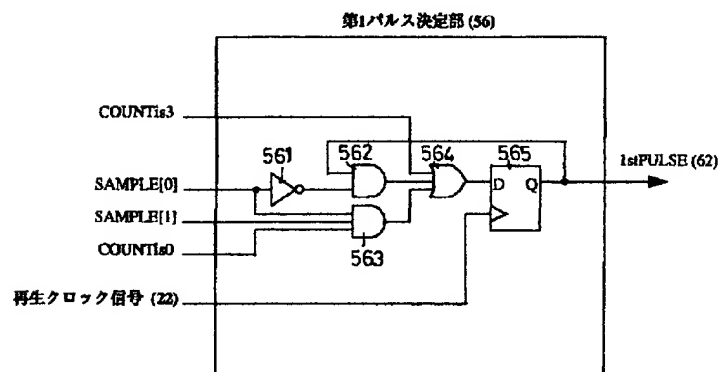 第1パルス決定部 (56)
COUNTis3
561
562
564
565
1stPULSE (62)
SAMPLE[0]
D Q
SAMPLE[1]
COUNTis0
563
再生クロック信号 (22)